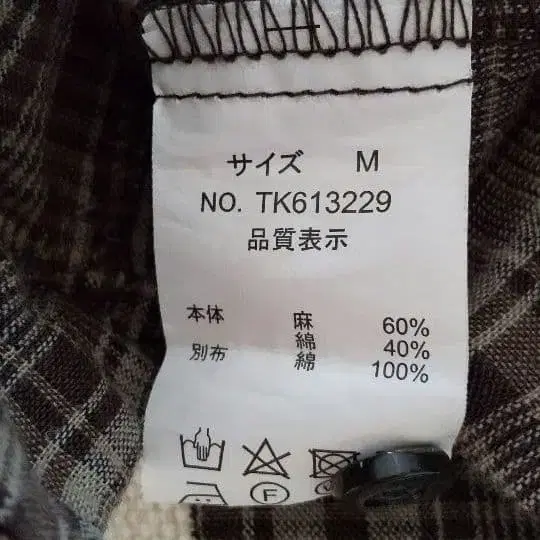 サイズ M
NO. TK613229
品質表示
本体 麻 60%
綿 40%
別布 綿 100%
F